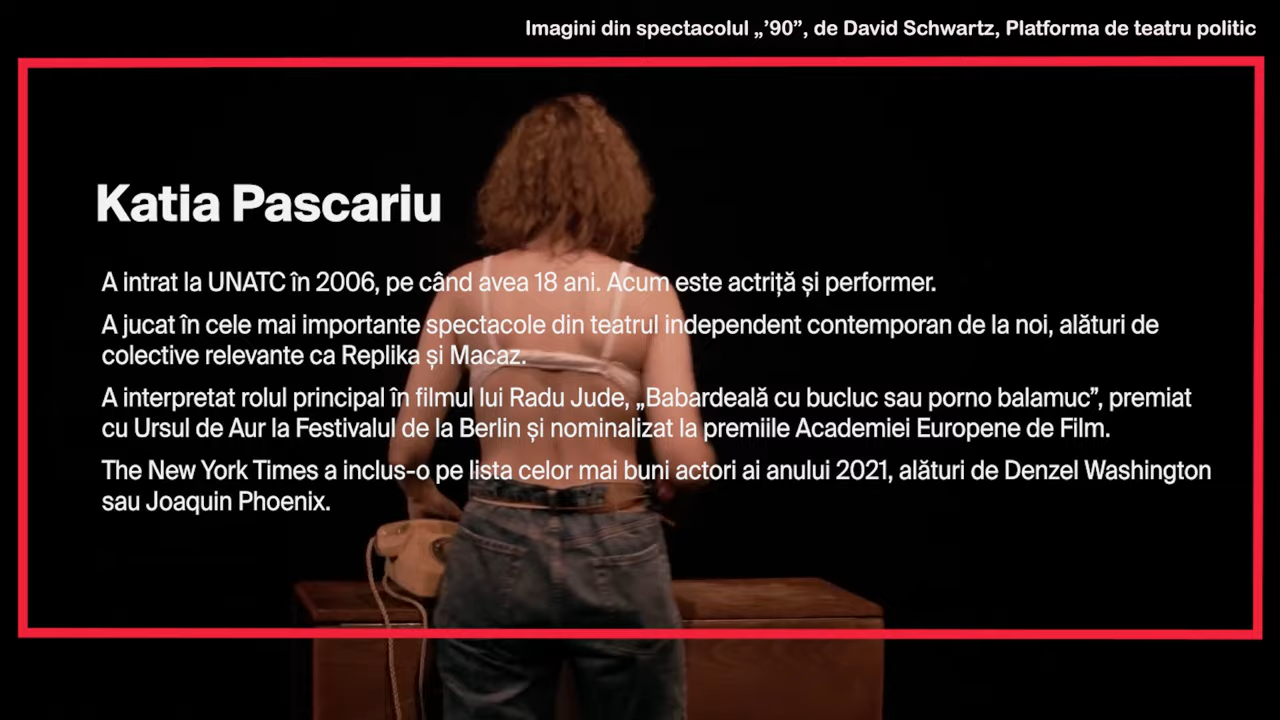 Imagini din spectacolul „’90”, de David Schwartz, Platforma de teatru politic
Katia Pascariu
A intrat la UNATC în 2006, pe când avea 18 ani. Acum este actriță și performer.
A jucat în cele mai importante spectacole din teatrul independent contemporan de la noi, alături de
colective relevante ca Replika și Macaz.
A interpretat rolul principal în filmul lui Radu Jude, „Babardeală cu bucluc sau porno balamuc”, premiat
cu Ursul de Aur la Festivalul de la Berlin și nominalizat la premiile Academiei Europene de Film.
The New York Times a inclus-o pe lista celor mai buni actori ai anului 2021, alături de Denzel Washington
sau Joaquin Phoenix.